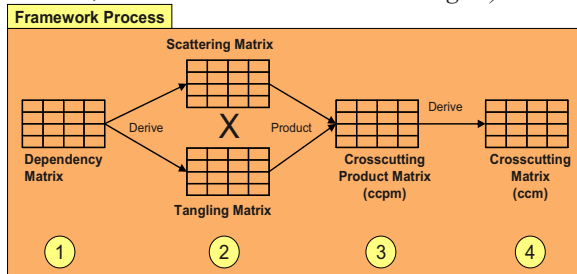 Framework Process
Scattering Matrix
Derive
X
Product
Derive
Dependency
Matrix
Tangling Matrix
Crosscutting
Product Matrix
(ccpm)
Crosscutting
Matrix
(ccm)
1
2
3
4